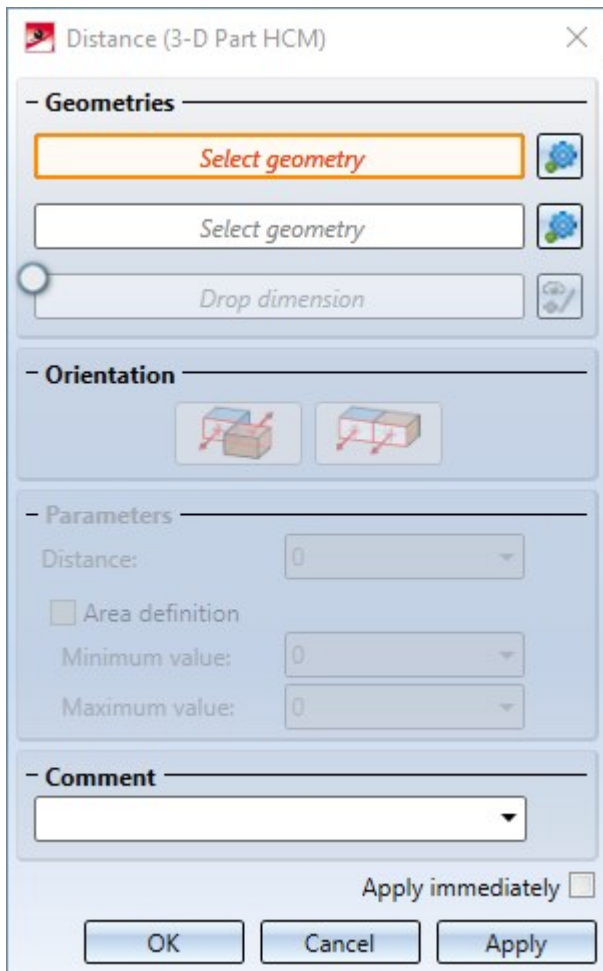 Distance (3-D Part HCM)
Geometries
Select geometry
Select geometry
Drop dimension
Orientation
Parameters
Distance: 0
Area definition
Minimum value: 0
Maximum value: 0
Comment
Apply immediately
OK Cancel Apply